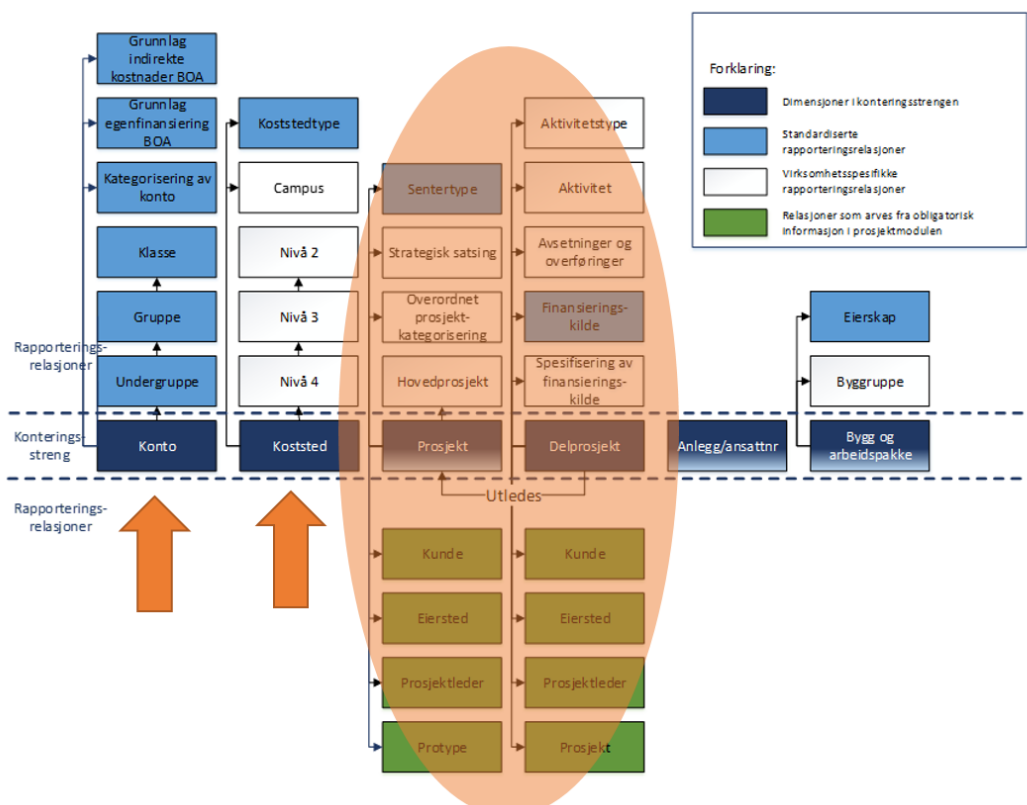 Forklaring:
Dimensjoner i konteringsstrengen
Standardiserte
rapporteringsrelasjoner
Virksomhetsspesifikke
rapporteringsrelasjoner
Relasjoner som arves fra obligatorisk
informasjon i prosjektmodulen
Grunnlag
indirekte
kostnader BOA
Grunnlag
egenfinansiering
BOA
Kategorisering av
konto
Klasse
Gruppe
Undergruppe
Konto
Koststedtype
Campus
Nivå 2
Nivå 3
Nivå 4
Koststed
Sentertype
Strategisk satsing
Overordnet
prosjekt-
kategorisering
Hovedprosjekt
Prosjekt
Aktivitetstype
Aktivitet
Avsetninger og
overføringer
Finansierings-
kilde
Spesifisering av
finansierings-
kilde
Delprosjekt
Anlegg/ansattnr
Eierskap
Byggruppe
Bygg og
arbeidspakke
Rapporterings-
relasjoner
Konterings-
streng
Rapporterings-
relasjoner
Utledes
Kunde
Eiersted
Prosjektleder
Protype
Kunde
Eiersted
Prosjektleder
Prosjekt